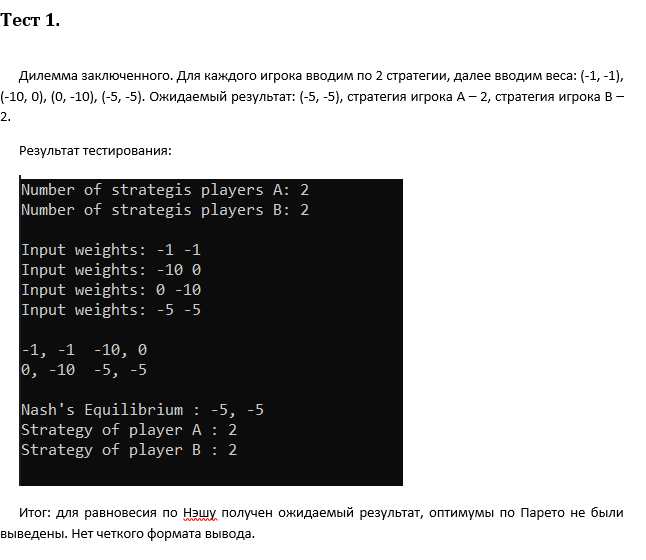 Тест 1.
Дилемма заключенного. Для каждого игрока вводим по 2 стратегии, далее вводим веса: (-1, -1),
(-10, 0), (0, -10), (-5, -5). Ожидаемый результат: (-5, -5), стратегия игрока А – 2, стратегия игрока В –
2.
Результат тестирования:
Number of strategis players A: 2
Number of strategis players B: 2
Input weights: -1 -1
Input weights: -10 0
Input weights: 0 -10
Input weights: -5 -5
-1, -1  -10, 0
0, -10  -5, -5
Nash's Equilibrium : -5, -5
Strategy of player A : 2
Strategy of player B : 2
Итог: для равновесия по Нэшу получен ожидаемый результат, оптимумы по Парето не были
выведены. Нет четкого формата вывода.